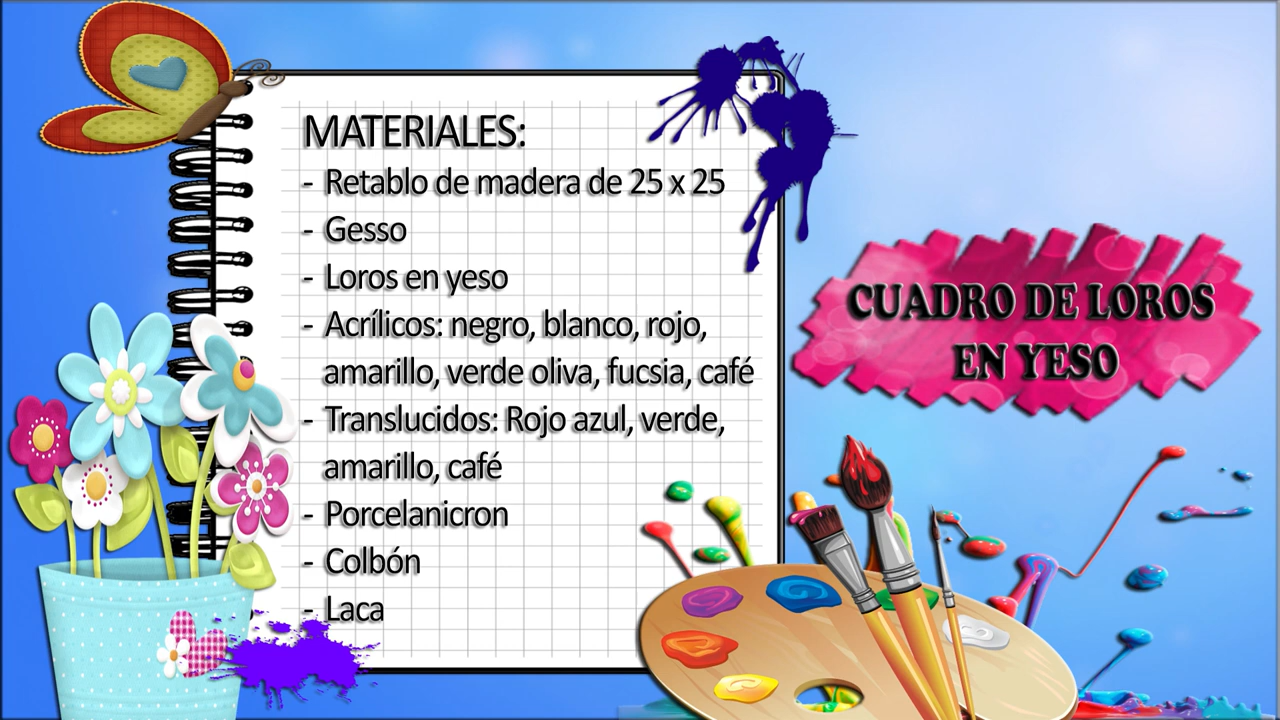 MATERIALES:
- Retablo de madera de 25 x 25
- Gesso
- Loros en yeso
- Acrílicos: negro, blanco, rojo,
amarillo, verde oliva, fucsia, café
- Translucidos: Rojo azul, verde,
amarillo, café
- Porcelanicron
- Colbón
- Laca
CUADRO DE LOROS
EN YESO